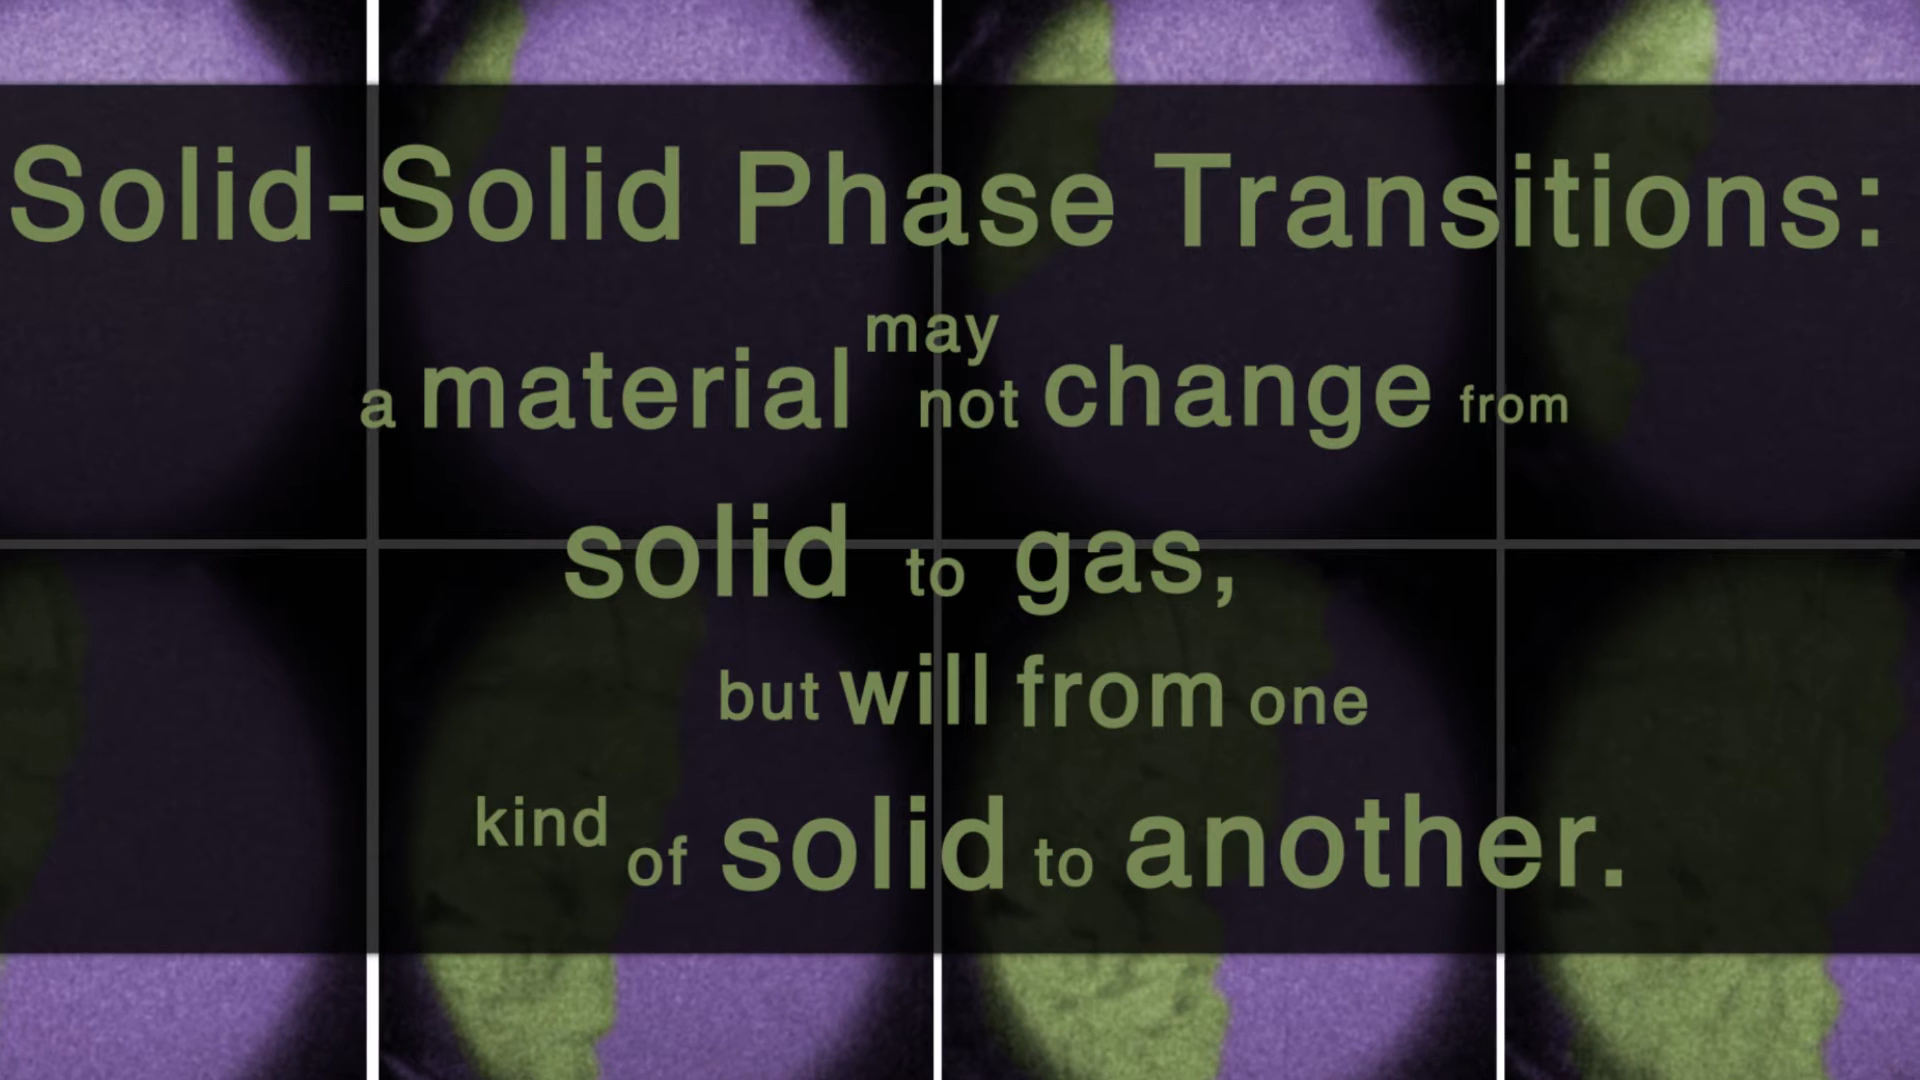 Solid-Solid Phase Transitions:
a material may not change from
solid to gas,
but will from one
kind of solid to another.